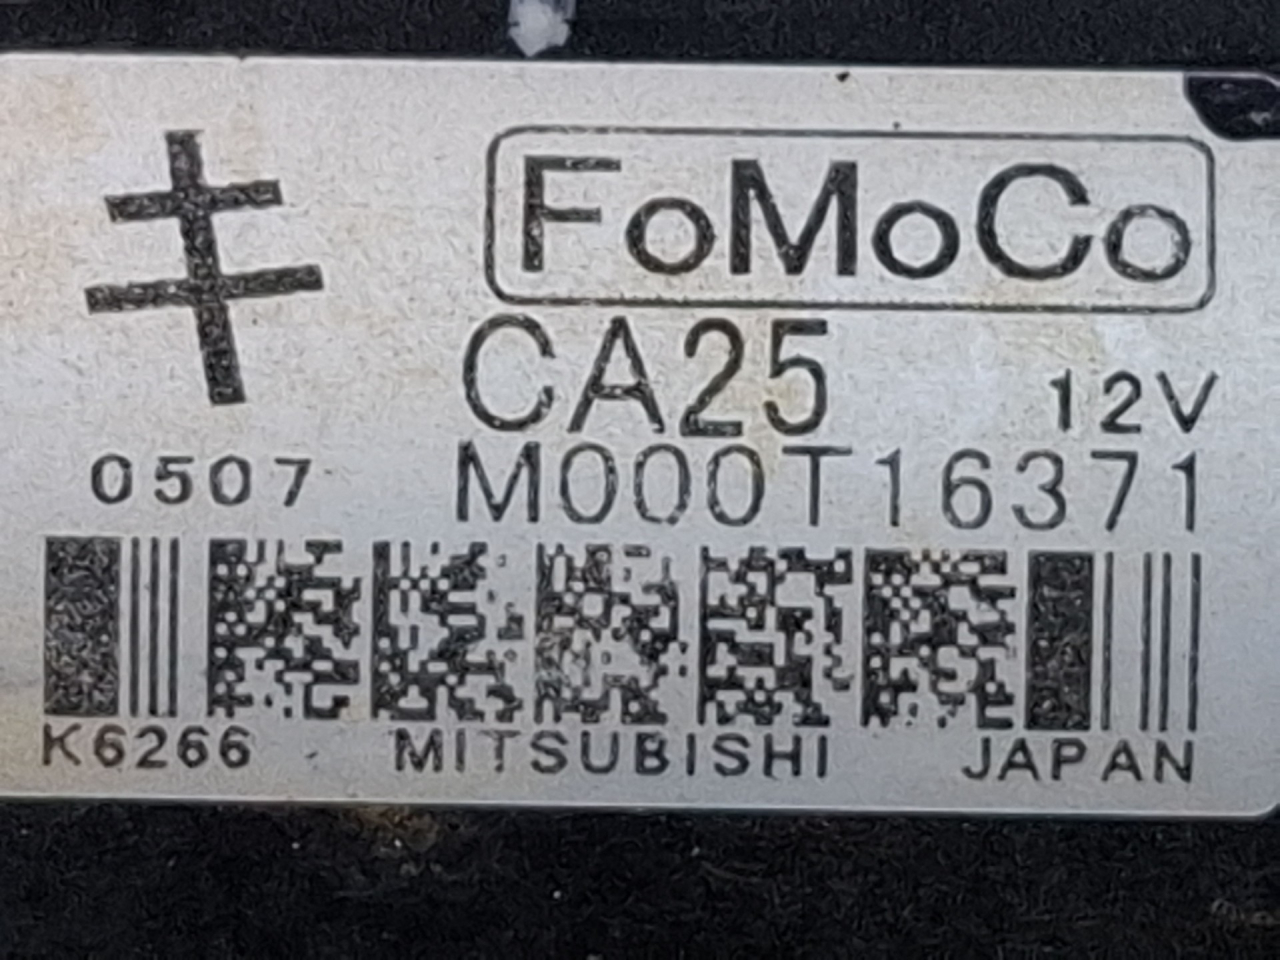 FoMoCo
CA25 12V
0507 M000T16371
K6266 MITSUBISHI JAPAN